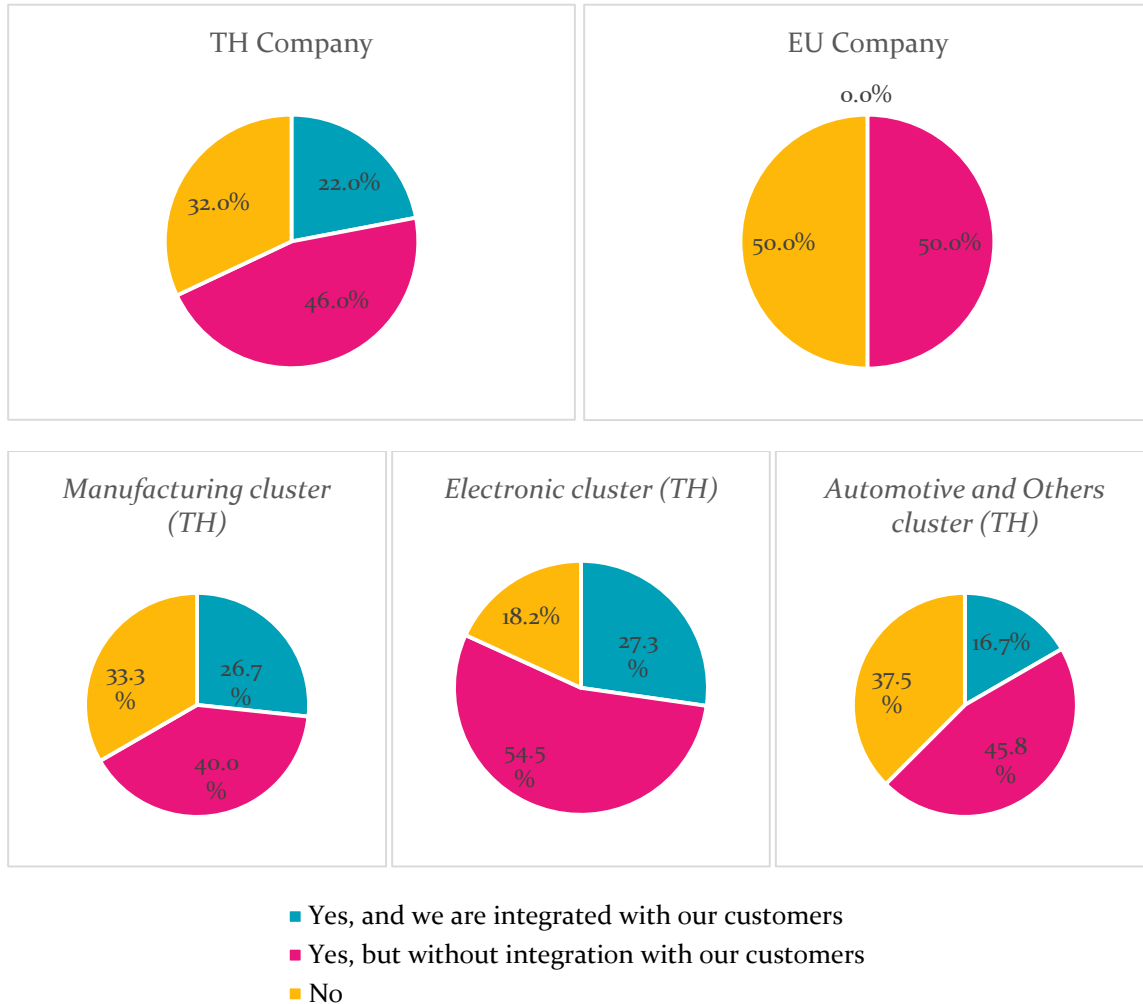 TH Company
22.0%
46.0%
32.0%
EU Company
0.0%
50.0%
50.0%
Manufacturing cluster
(TH)
26.7
%
40.0
%
33.3
%
Electronic cluster (TH)
27.3
%
54.5
%
18.2%
Automotive and Others
cluster (TH)
16.7%
45.8
%
37.5
%
Yes, and we are integrated with our customers
Yes, but without integration with our customers
No